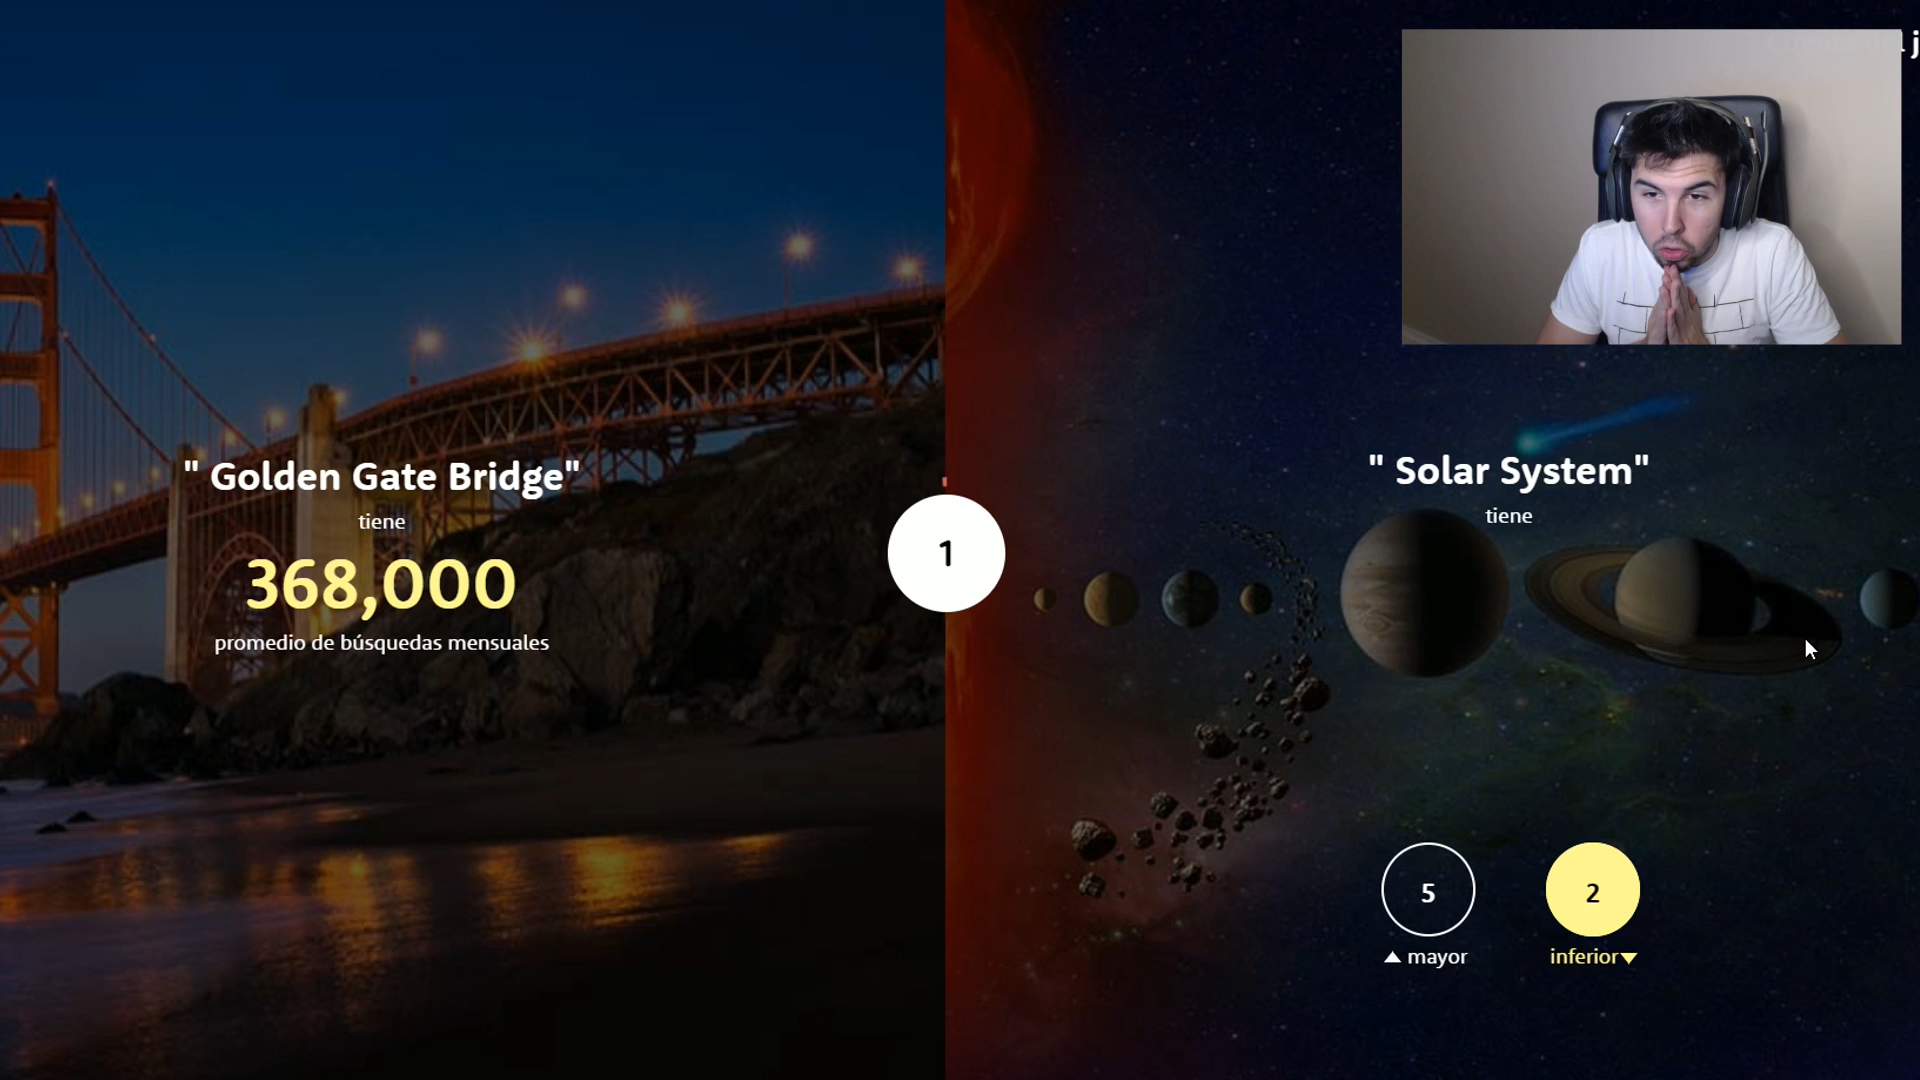 " Golden Gate Bridge"
tiene
368,000
promedio de búsquedas mensuales
1
" Solar System"
tiene
5
▲ mayor
2
inferior▼